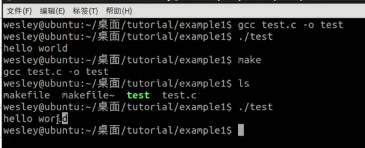 文件(F) 编辑(E) 标签(T) 帮助(H)
wesley@ubuntu:~/桌面/tutorial/example1$ gcc test.c -o test
wesley@ubuntu:~/桌面/tutorial/example1$ ./test
hello world
wesley@ubuntu:~/桌面/tutorial/example1$ make
gcc test.c -o test
wesley@ubuntu:~/桌面/tutorial/example1$ ls
makefile makefile~ test test.c
wesley@ubuntu:~/桌面/tutorial/example1$ ./test
hello world
wesley@ubuntu:~/桌面/tutorial/example1$